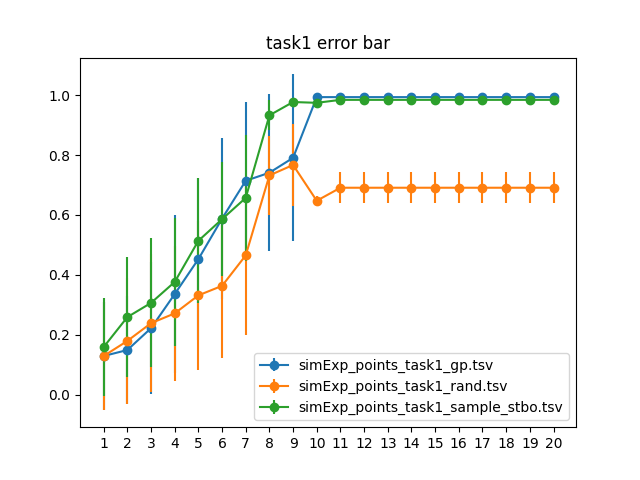 task1 error bar
1.0
0.8
0.6
0.4
0.2
0.0
simExp_points_task1_gp.tsv
simExp_points_task1_rand.tsv
simExp_points_task1_sample_stbo.tsv
1 2 3 4 5 6 7 8 9 10 11 12 13 14 15 16 17 18 19 20